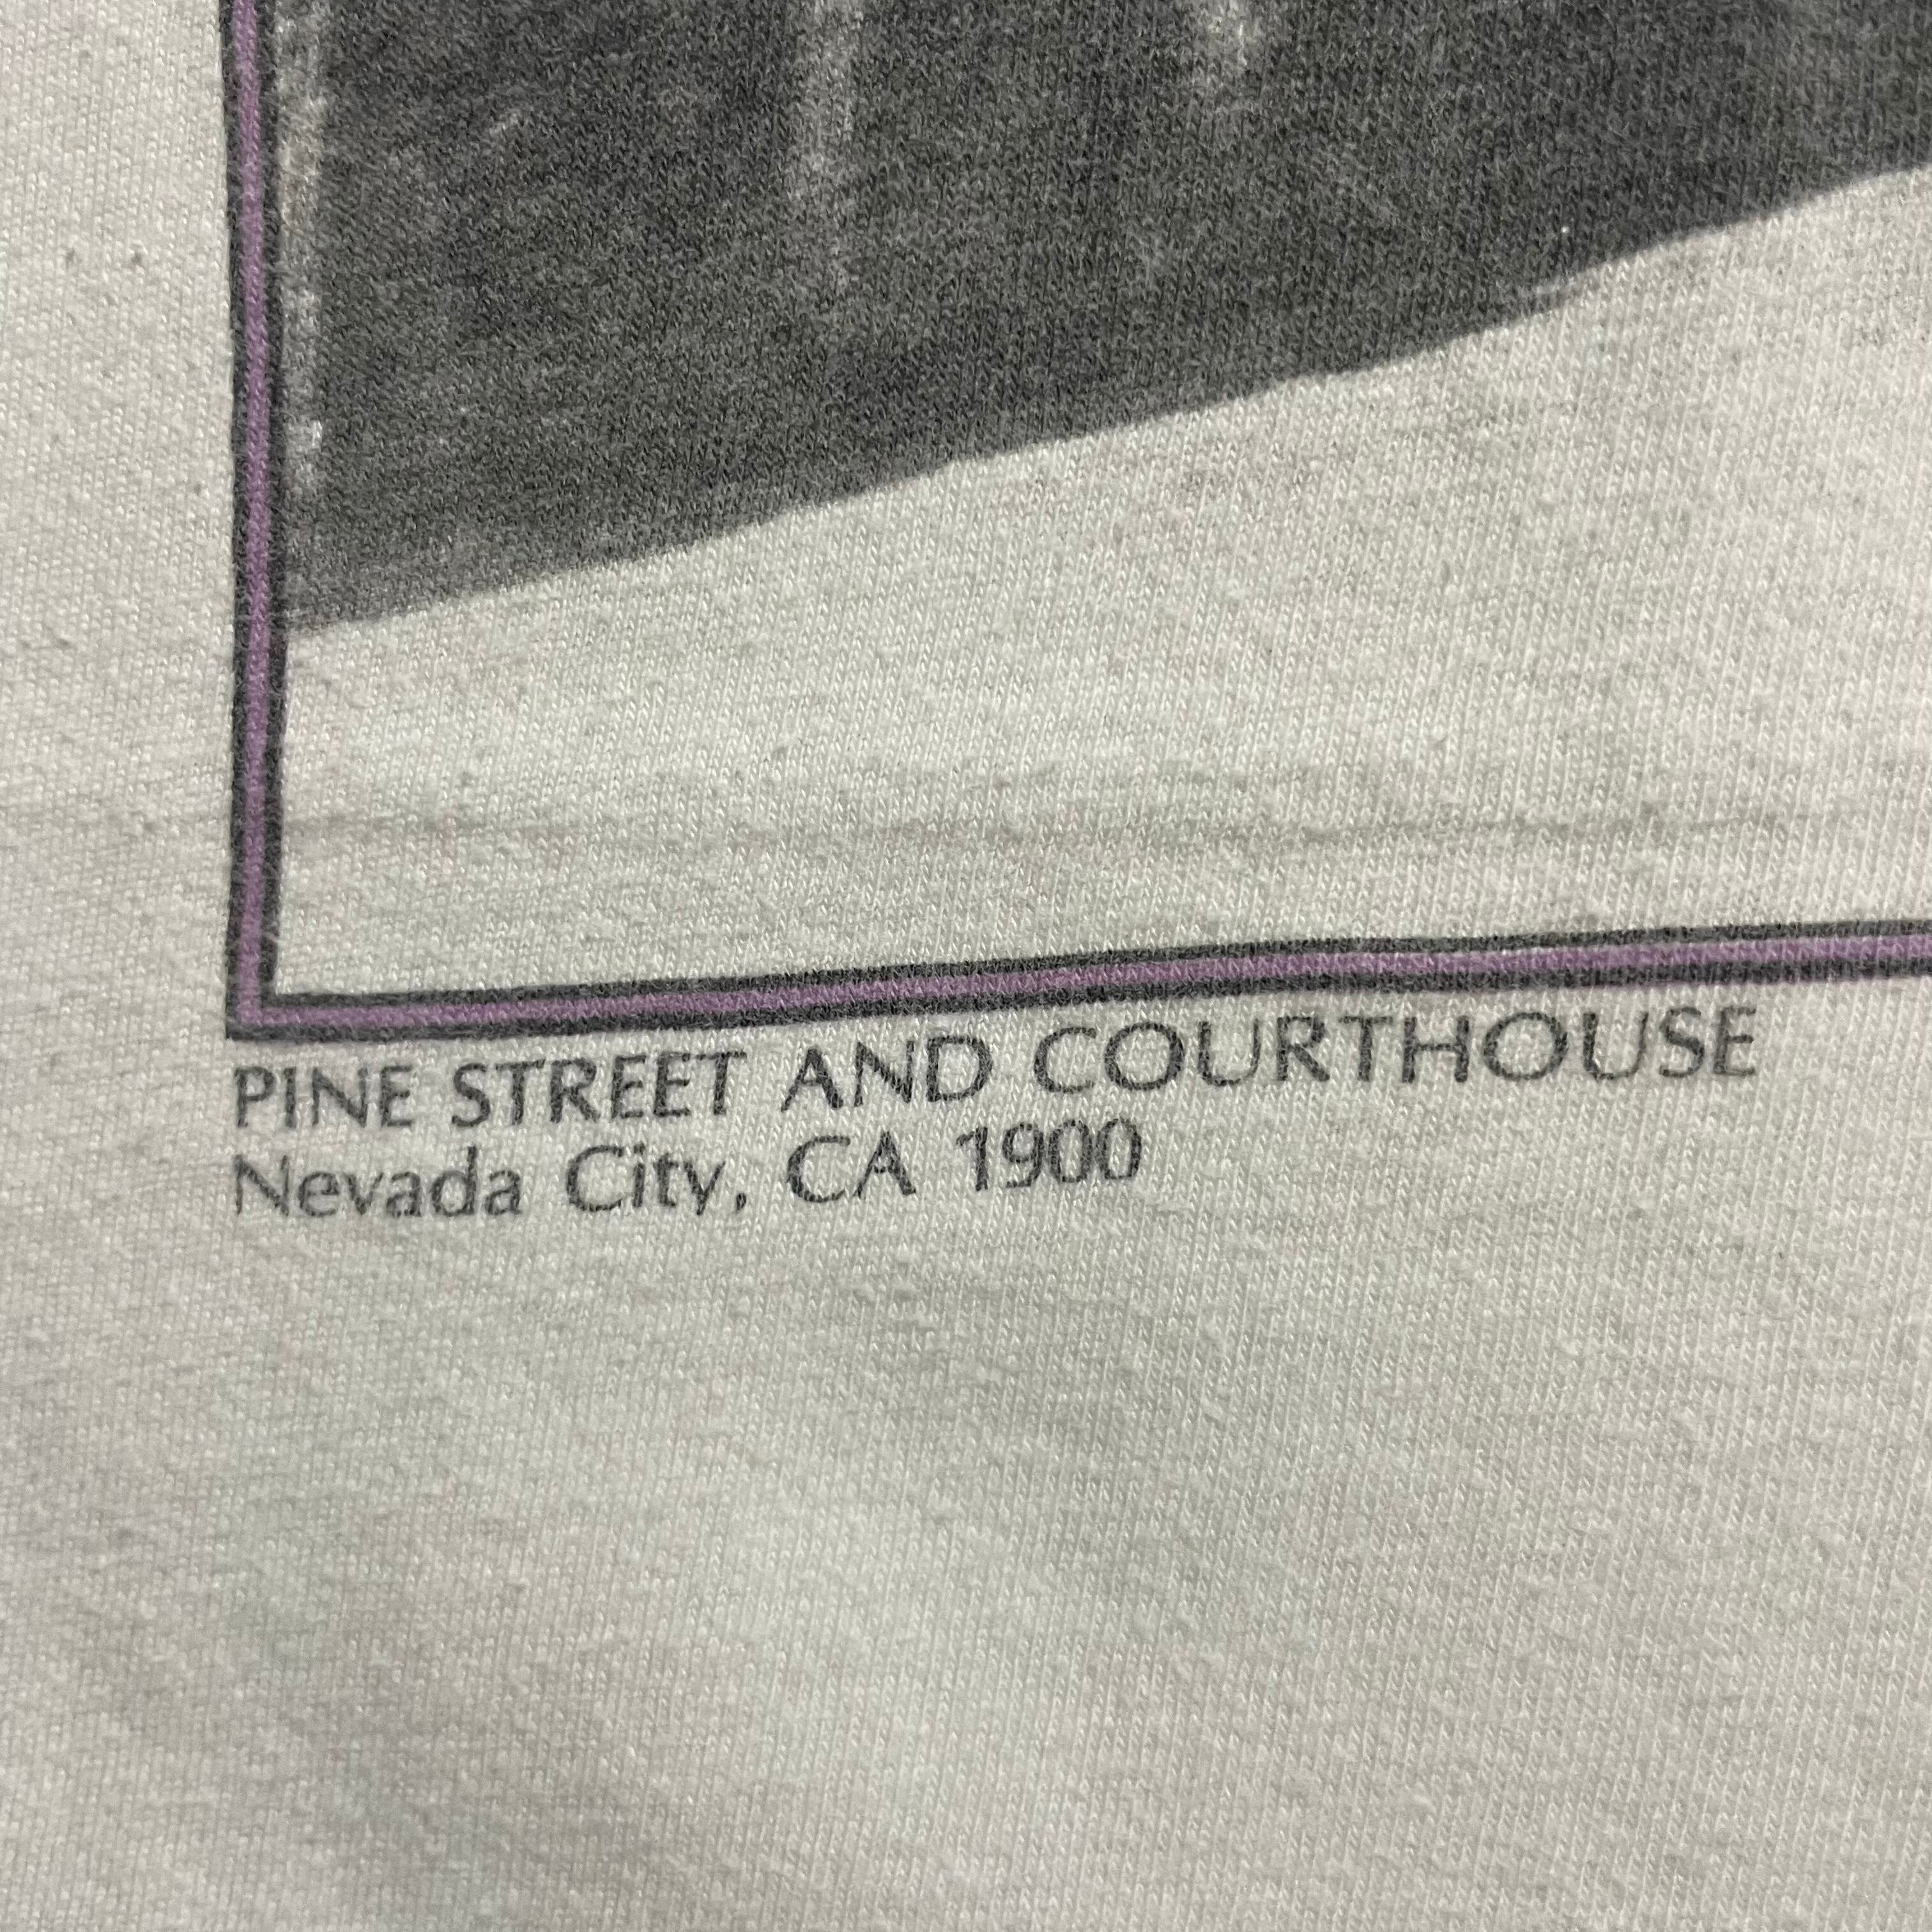 PINE STREET AND COURTHOUSE
Nevada City, CA 1900